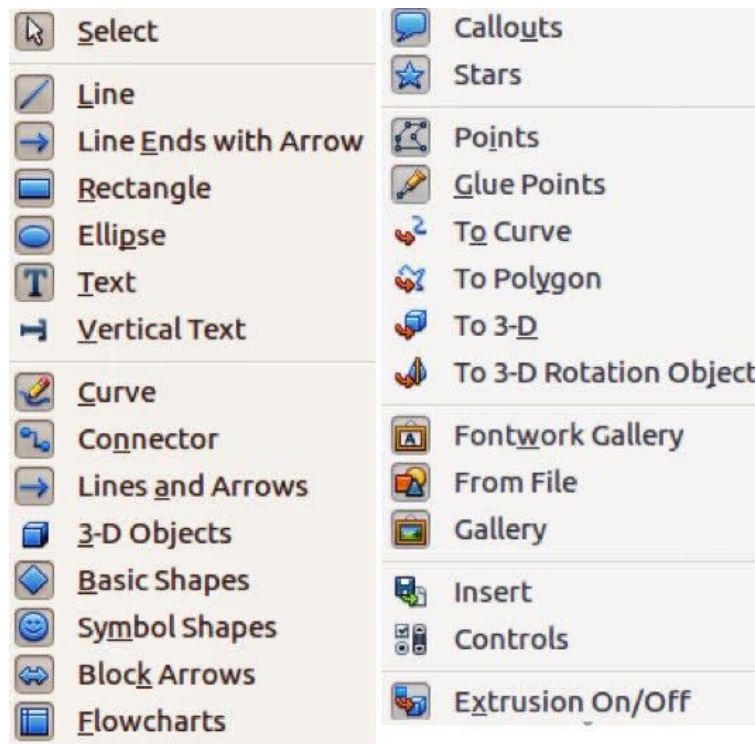 Select
Line
Line Ends with Arrow
Rectangle
Ellipse
Text
Vertical Text
Curve
Connector
Lines and Arrows
3-D Objects
Basic Shapes
Symbol Shapes
Block Arrows
Flowcharts
Callouts
Stars
Points
Glue Points
To Curve
To Polygon
To 3-D
To 3-D Rotation Object
Fontwork Gallery
From File
Gallery
Insert
Controls
Extrusion On/Off